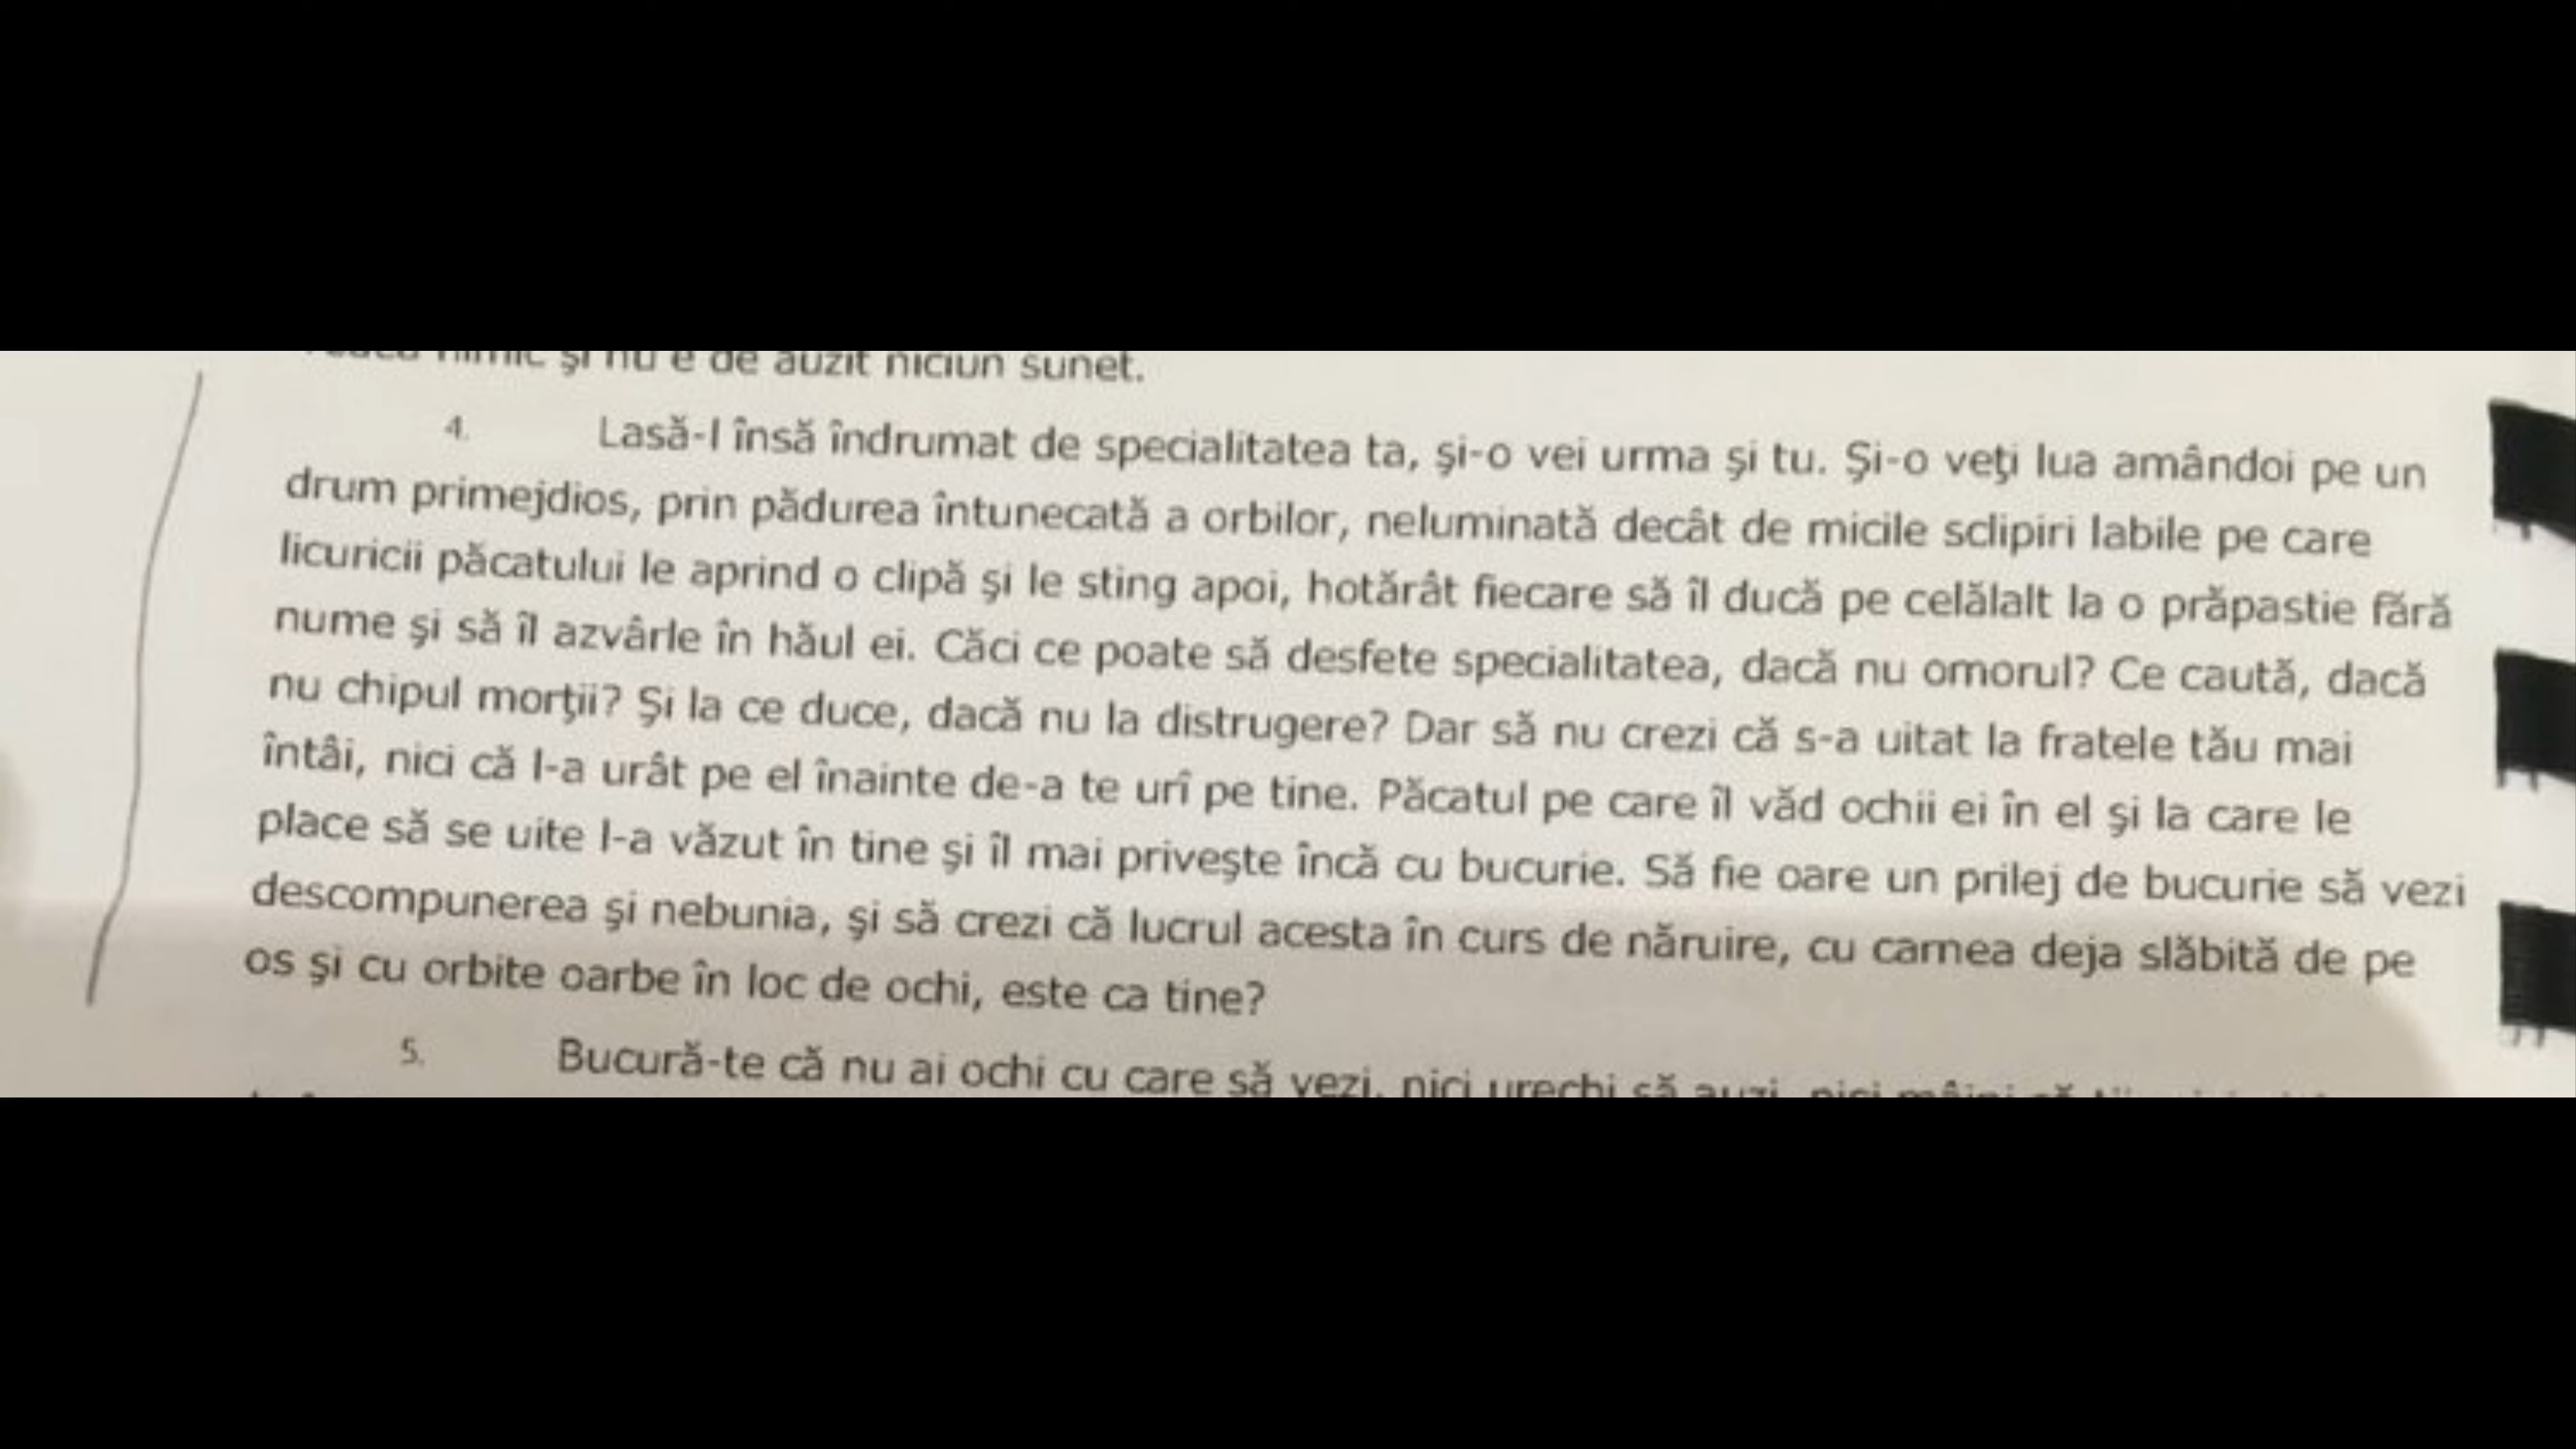 nimic şi nu e de auzit niciun sunet.
4. Lasă-l însă îndrumat de specialitatea ta, şi-o vei urma şi tu. Şi-o veţi lua amândoi pe un
drum primejdios, prin pădurea întunecată a orbilor, neluminată decât de micile sclipiri labile pe care
licuricii păcatului le aprind o clipă şi le sting apoi, hotărât fiecare să îl ducă pe celălalt la o prăpastie fără
nume şi să îl azvârle în hăul ei. Căci ce poate să desfete specialitatea, dacă nu omorul? Ce caută, dacă
nu chipul morţii? Şi la ce duce, dacă nu la distrugere? Dar să nu crezi că s-a uitat la fratele tău mai
întâi, nici că l-a urât pe el înainte de-a te urî pe tine. Păcatul pe care îl văd ochii ei în el şi la care le
place să se uite l-a văzut în tine şi îl mai priveşte încă cu bucurie. Să fie oare un prilej de bucurie să vezi
descompunerea şi nebunia, şi să crezi că lucrul acesta în curs de năruire, cu carnea deja slăbită de pe
os şi cu orbite oarbe în loc de ochi, este ca tine?
5. Bucură-te că nu ai ochi cu care să vezi, nici urechi să auzi, nici mâini